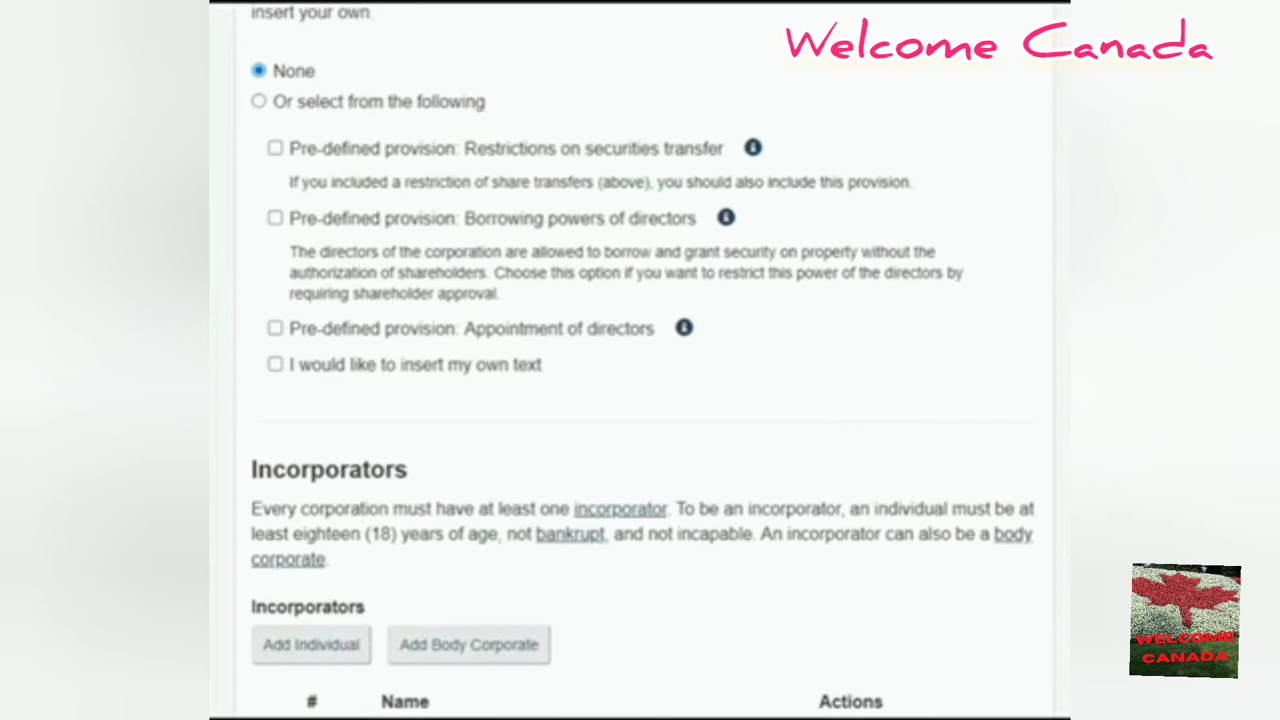 insert your own.
Welcome Canada
None
Or select from the following
Pre-defined provision: Restrictions on securities transfer
If you included a restriction of share transfers (above), you should also include this provision.
Pre-defined provision: Borrowing powers of directors
The directors of the corporation are allowed to borrow and grant security on property without the
authorization of shareholders. Choose this option if you want to restrict this power of the directors by
requiring shareholder approval.
Pre-defined provision: Appointment of directors
I would like to insert my own text
Incorporators
Every corporation must have at least one incorporator. To be an incorporator, an individual must be at
least eighteen (18) years of age, not bankrupt, and not incapable. An incorporator can also be a body
corporate.
Incorporators
Add Individual Add Body Corporate
WELCOME
CANADA
# Name Actions